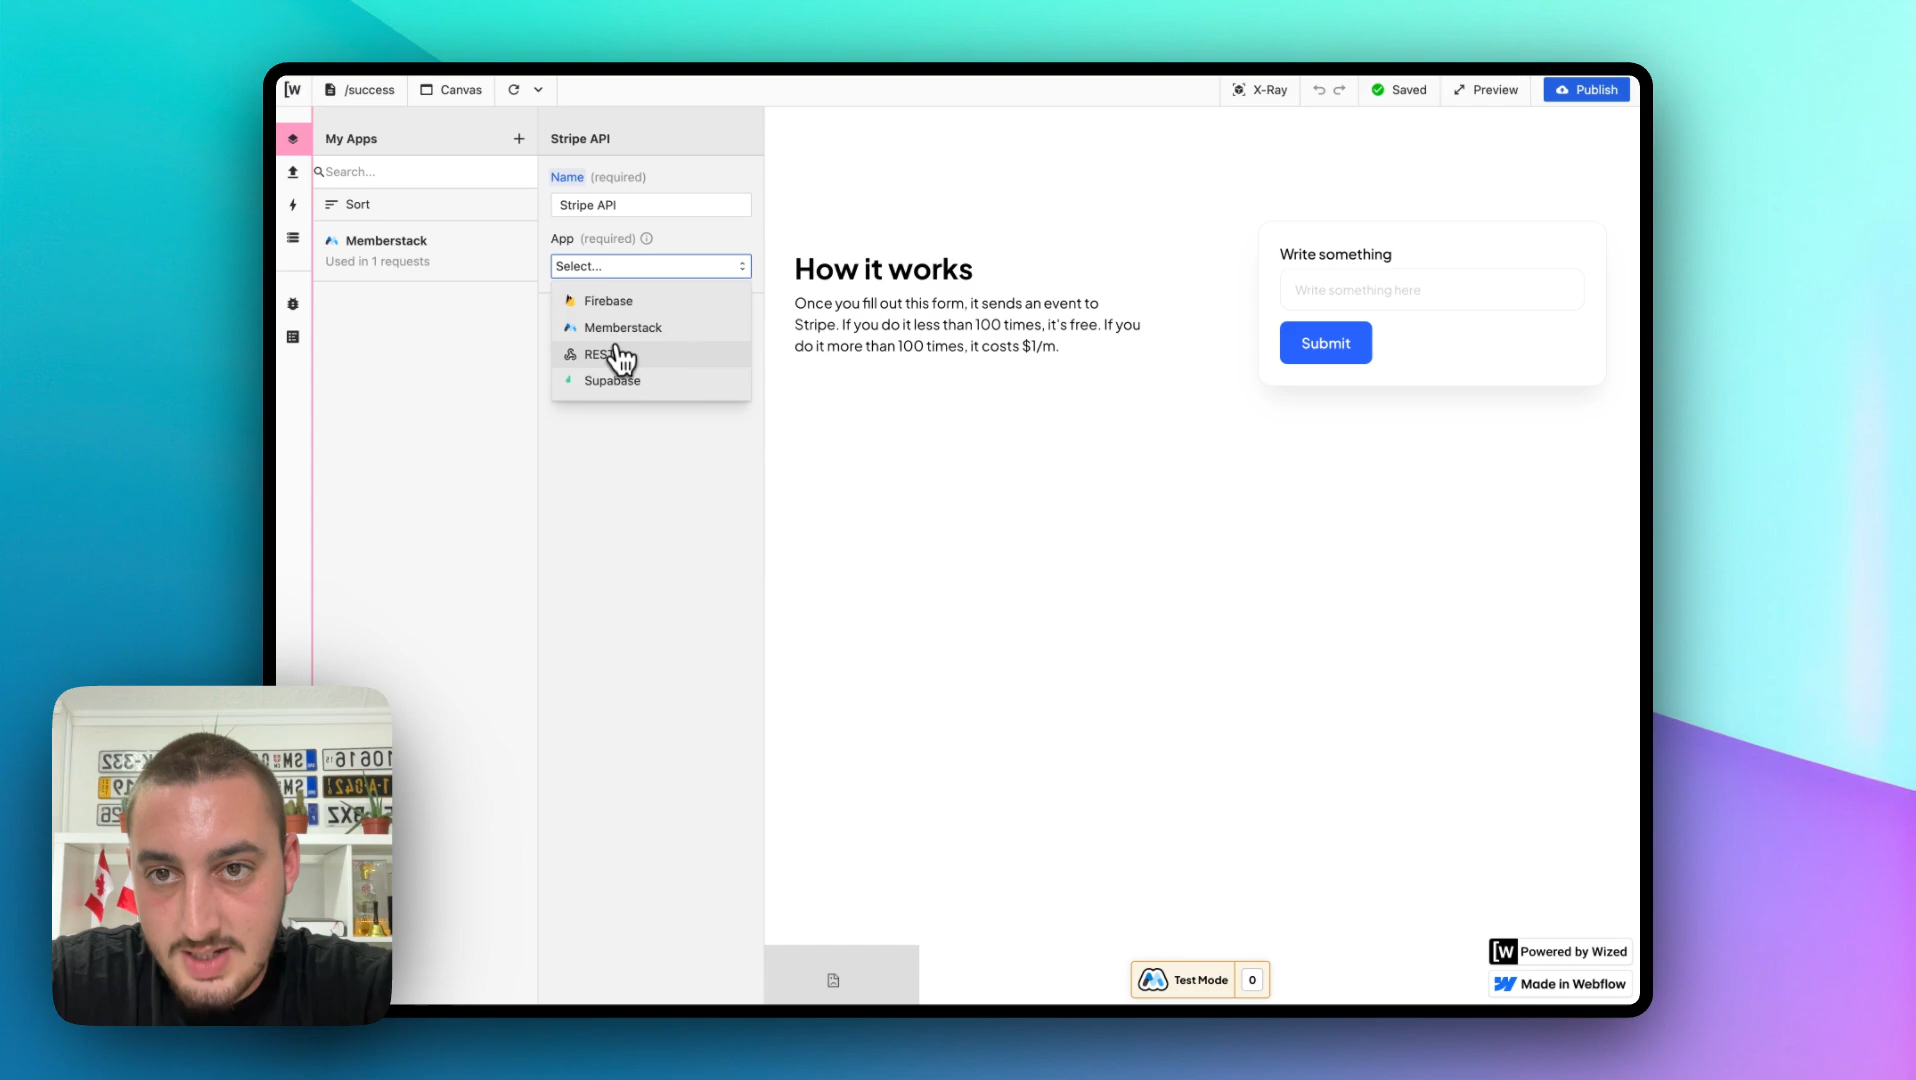 [W
/success
Canvas
X-Ray
Saved
Preview
Publish
My Apps
+
Search...
Sort
Memberstack
Used in 1 requests
Stripe API
Name (required)
Stripe API
App (required)
Select...
Firebase
Memberstack
REST
Supabase
How it works
Once you fill out this form, it sends an event to
Stripe. If you do it less than 100 times, it's free. If you
do it more than 100 times, it costs $1/m.
Write something
Write something here
Submit
Test Mode 0
[W Powered by Wized
Made in Webflow